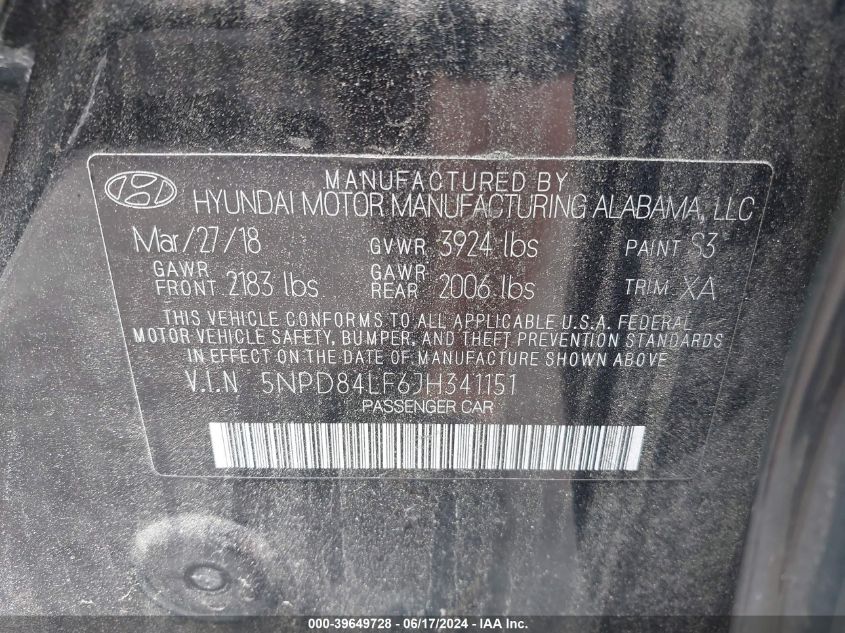 MANUFACTURED BY
HYUNDAI MOTOR MANUFACTURING ALABAMA, LLC
Mar/27/18 GVWR 3924 lbs PAINT S3
GAWR FRONT 2183 lbs GAWR REAR 2006 lbs TRIM XA
THIS VEHICLE CONFORMS TO ALL APPLICABLE U.S.A. FEDERAL
MOTOR VEHICLE SAFETY, BUMPER, AND THEFT PREVENTION STANDARDS
IN EFFECT ON THE DATE OF MANUFACTURE SHOWN ABOVE
V.I.N 5NPD84LF6JH341151
PASSENGER CAR
000-39649728 - 06/17/2024 - IAA Inc.